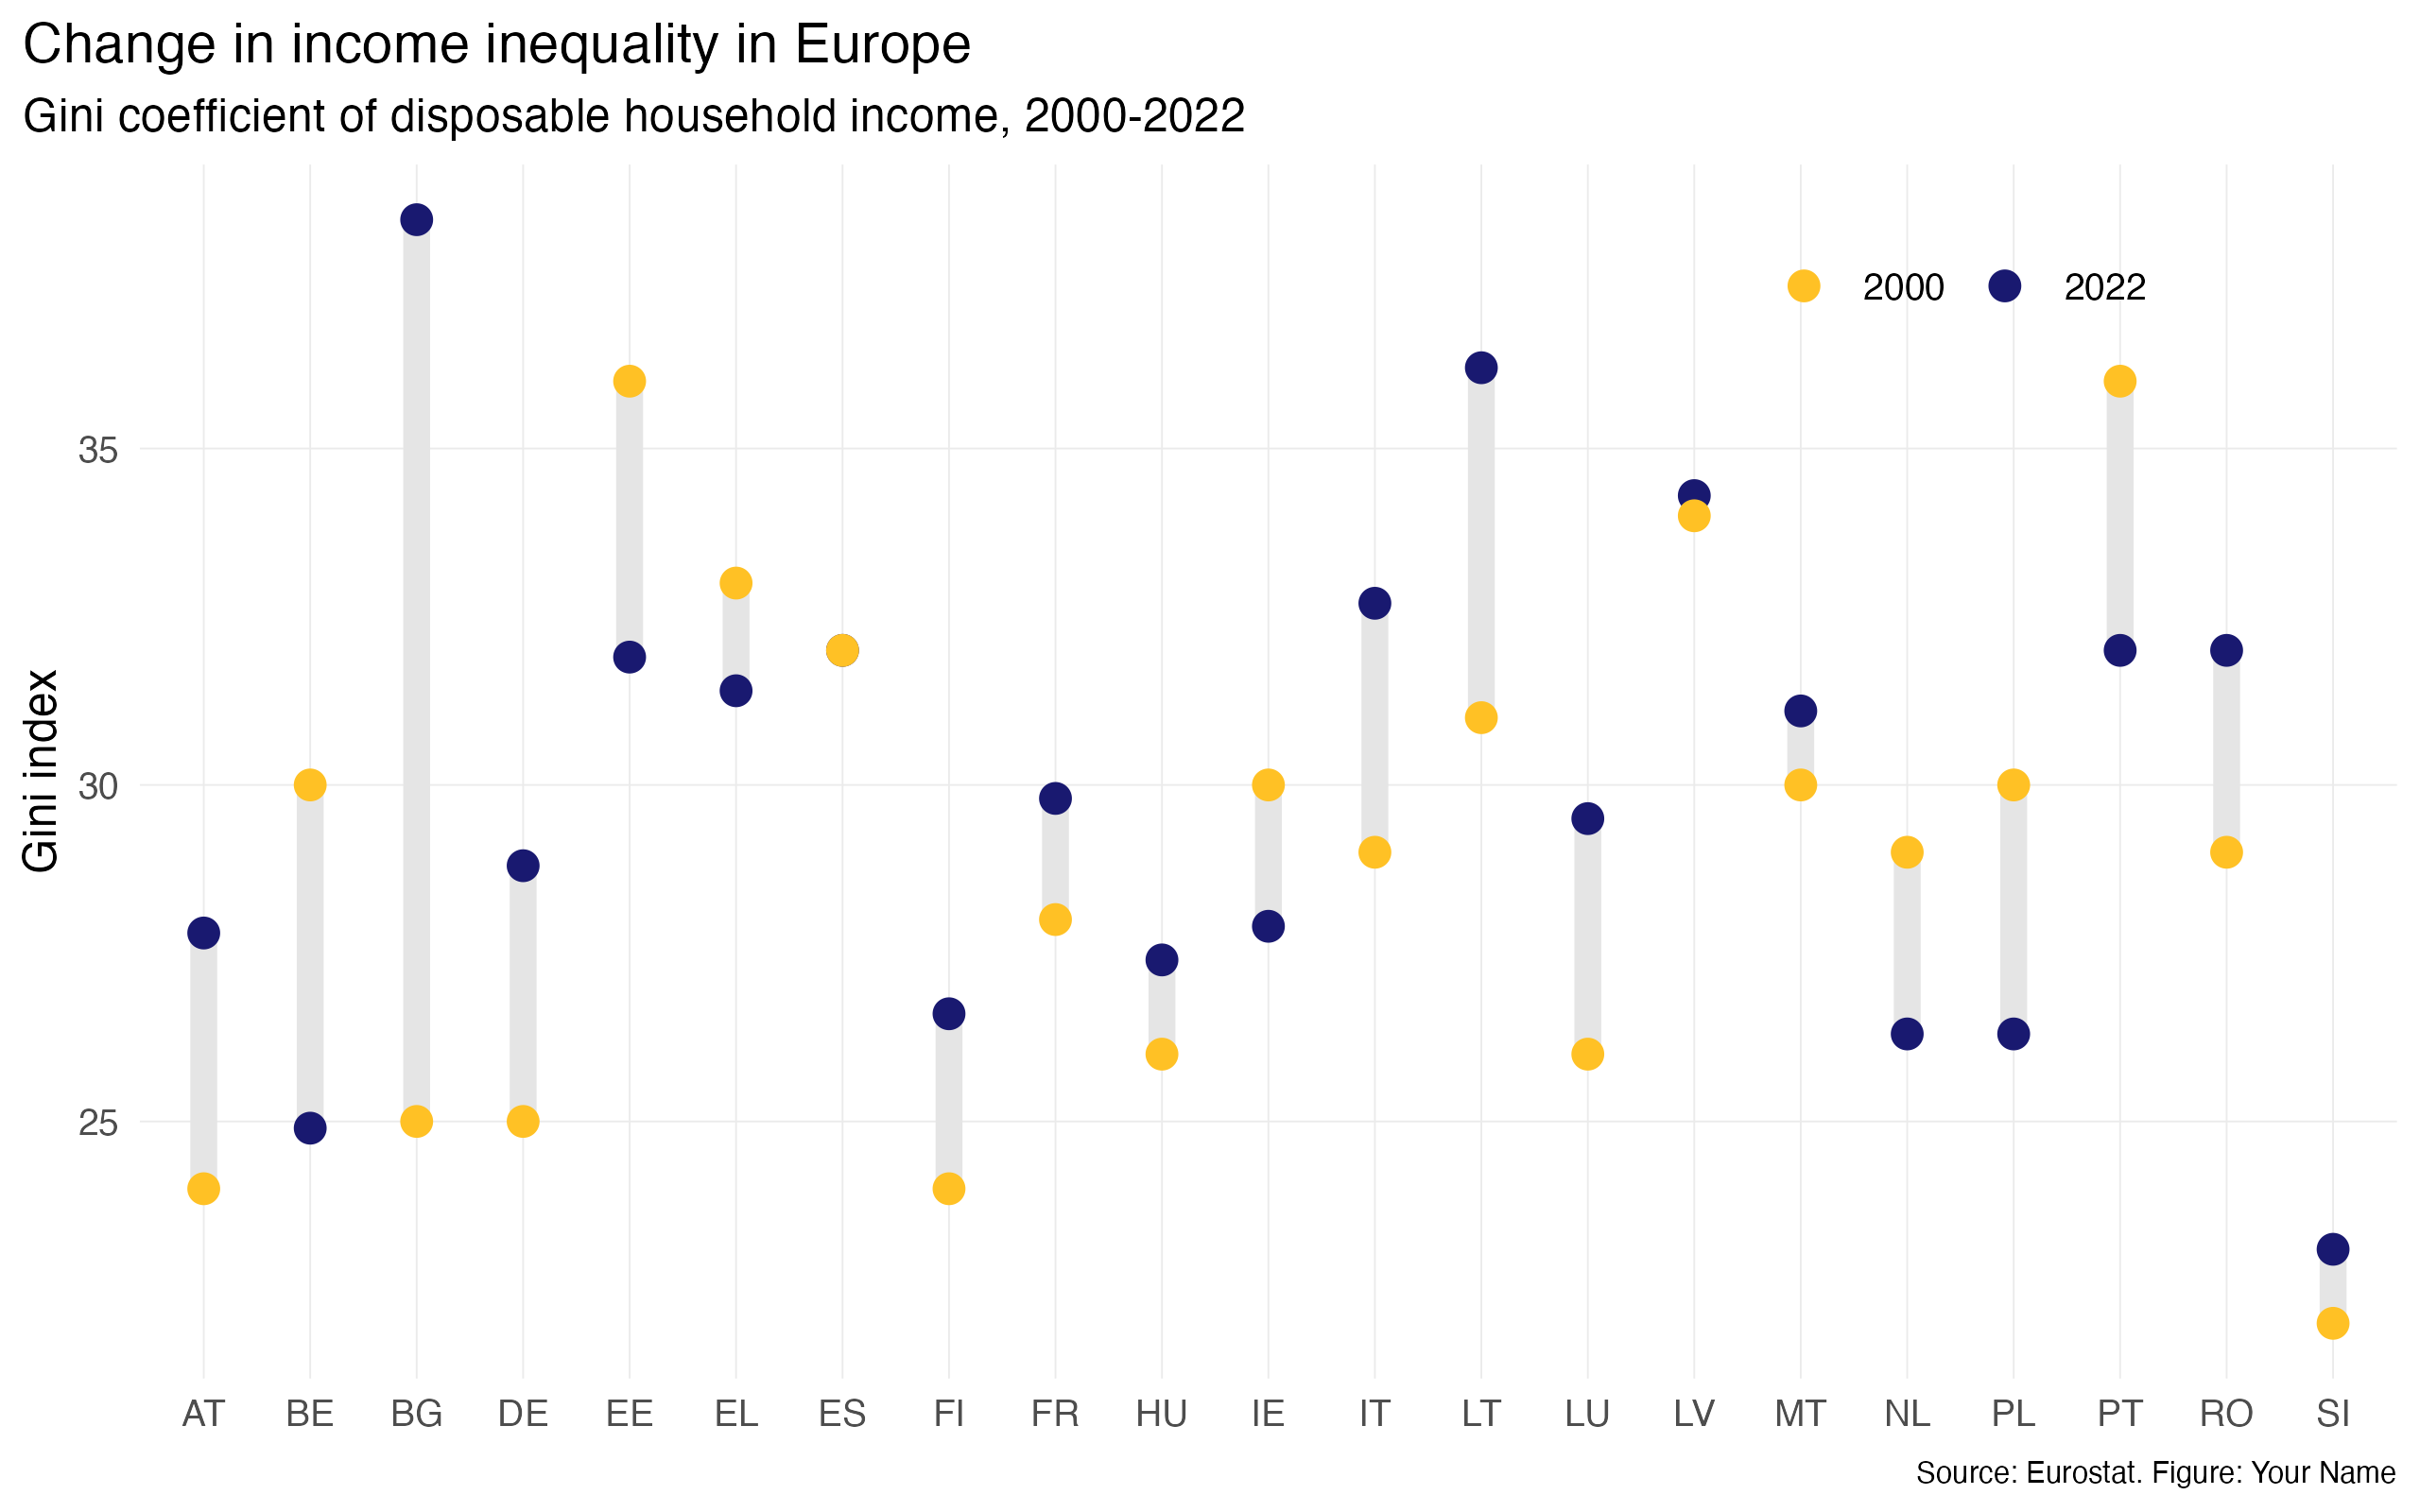 Change in income inequality in Europe
Gini coefficient of disposable household income, 2000-2022
2000 2022
Gini index
35
30
25
AT BE BG DE EE EL ES FI FR HU IE IT LT LU LV MT NL PL PT RO SI
Source: Eurostat. Figure: Your Name